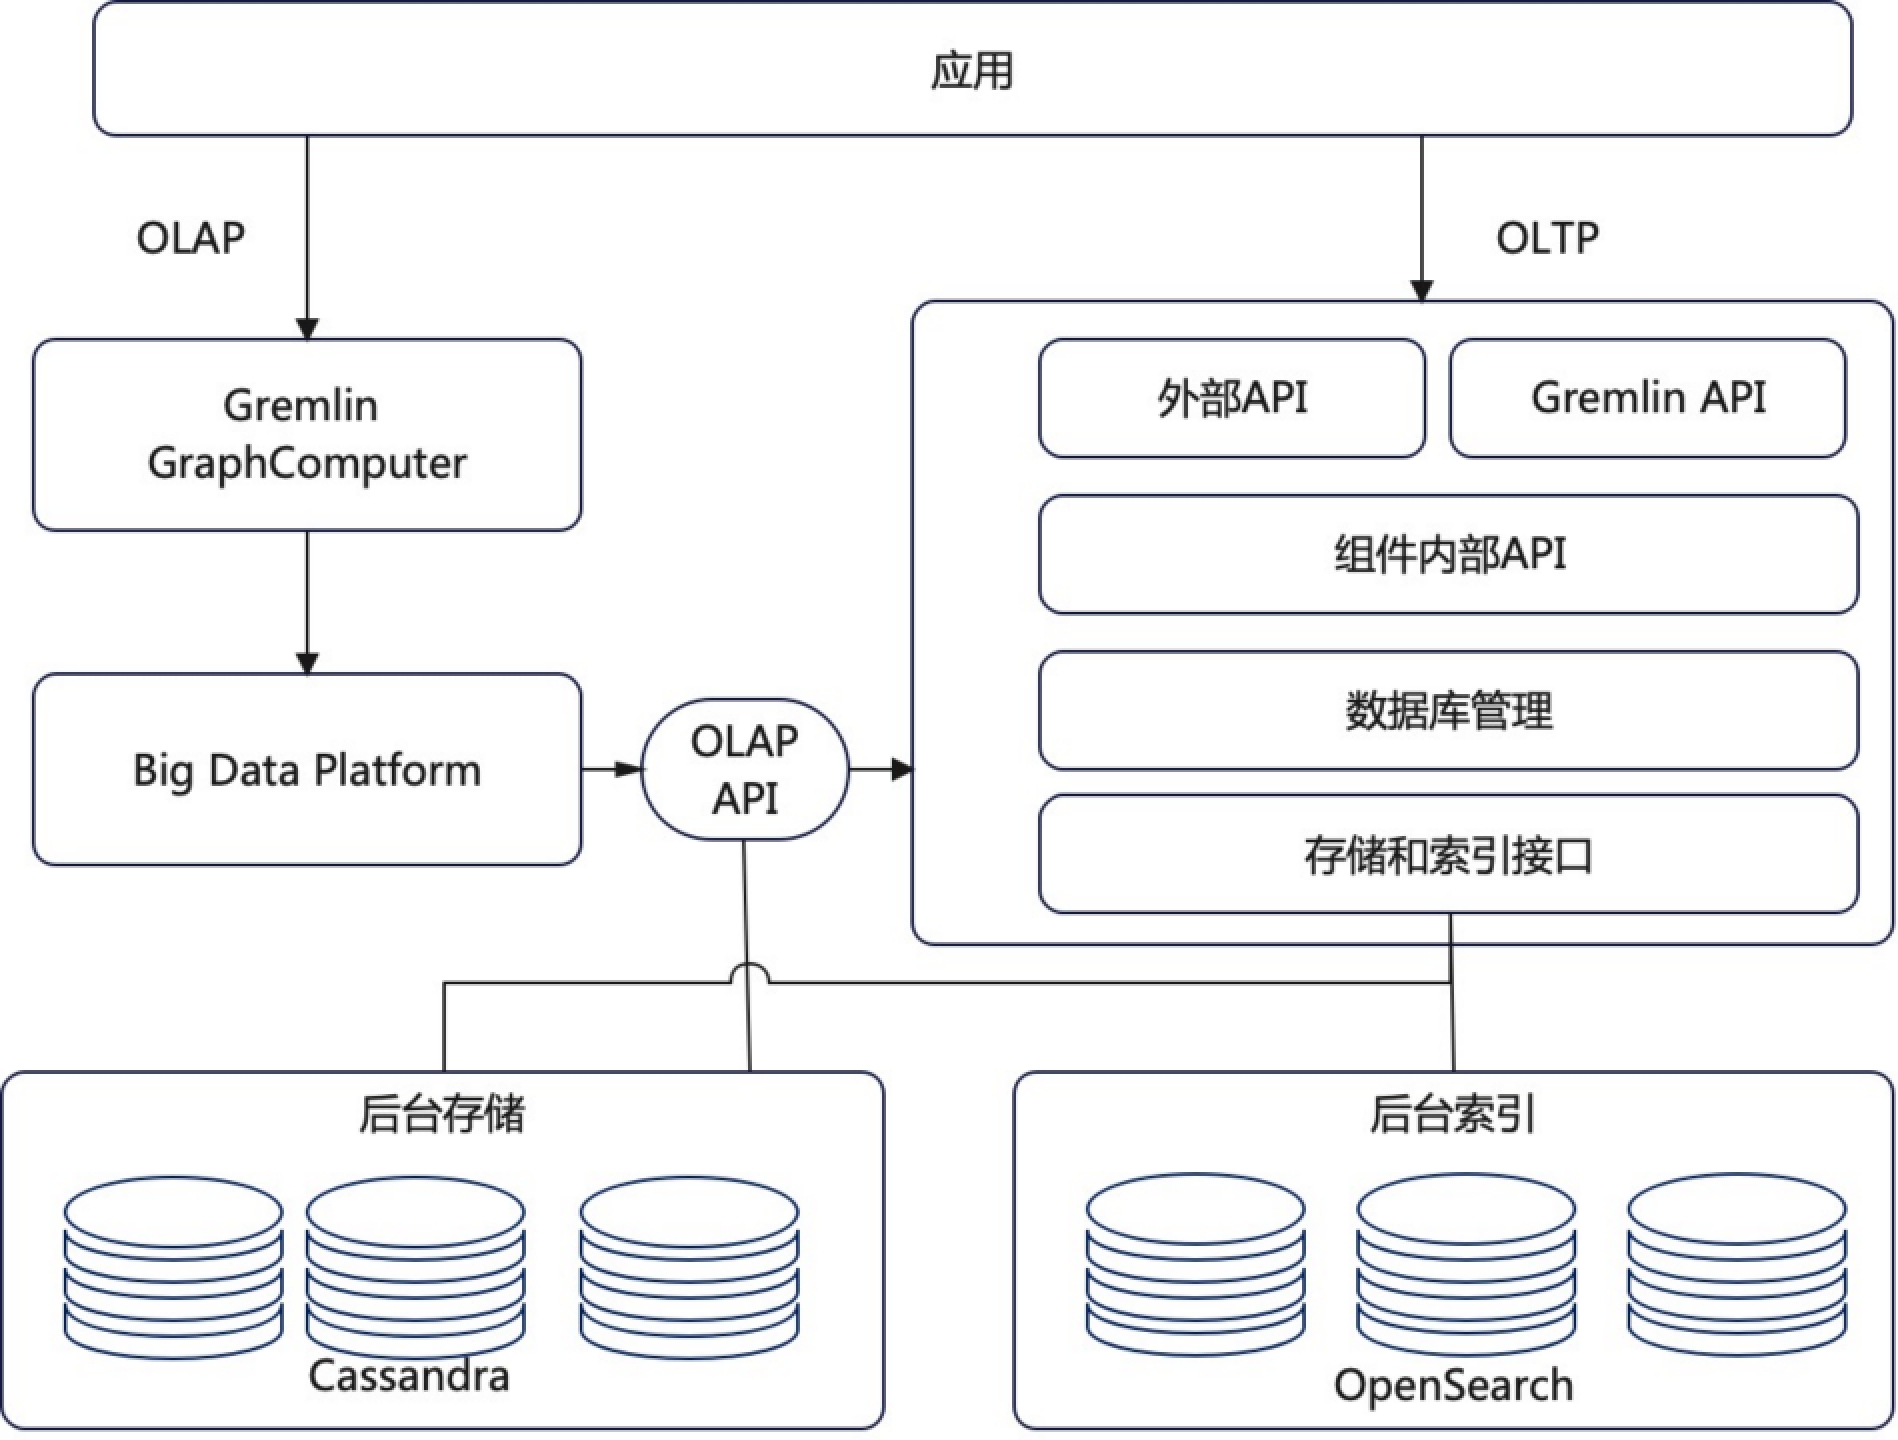 应用
OLAP
OLTP
Gremlin
GraphComputer
外部API
Gremlin API
组件内部API
数据库管理
Big Data Platform
OLAP
API
存储和索引接口
后台存储
后台索引
Cassandra
OpenSearch